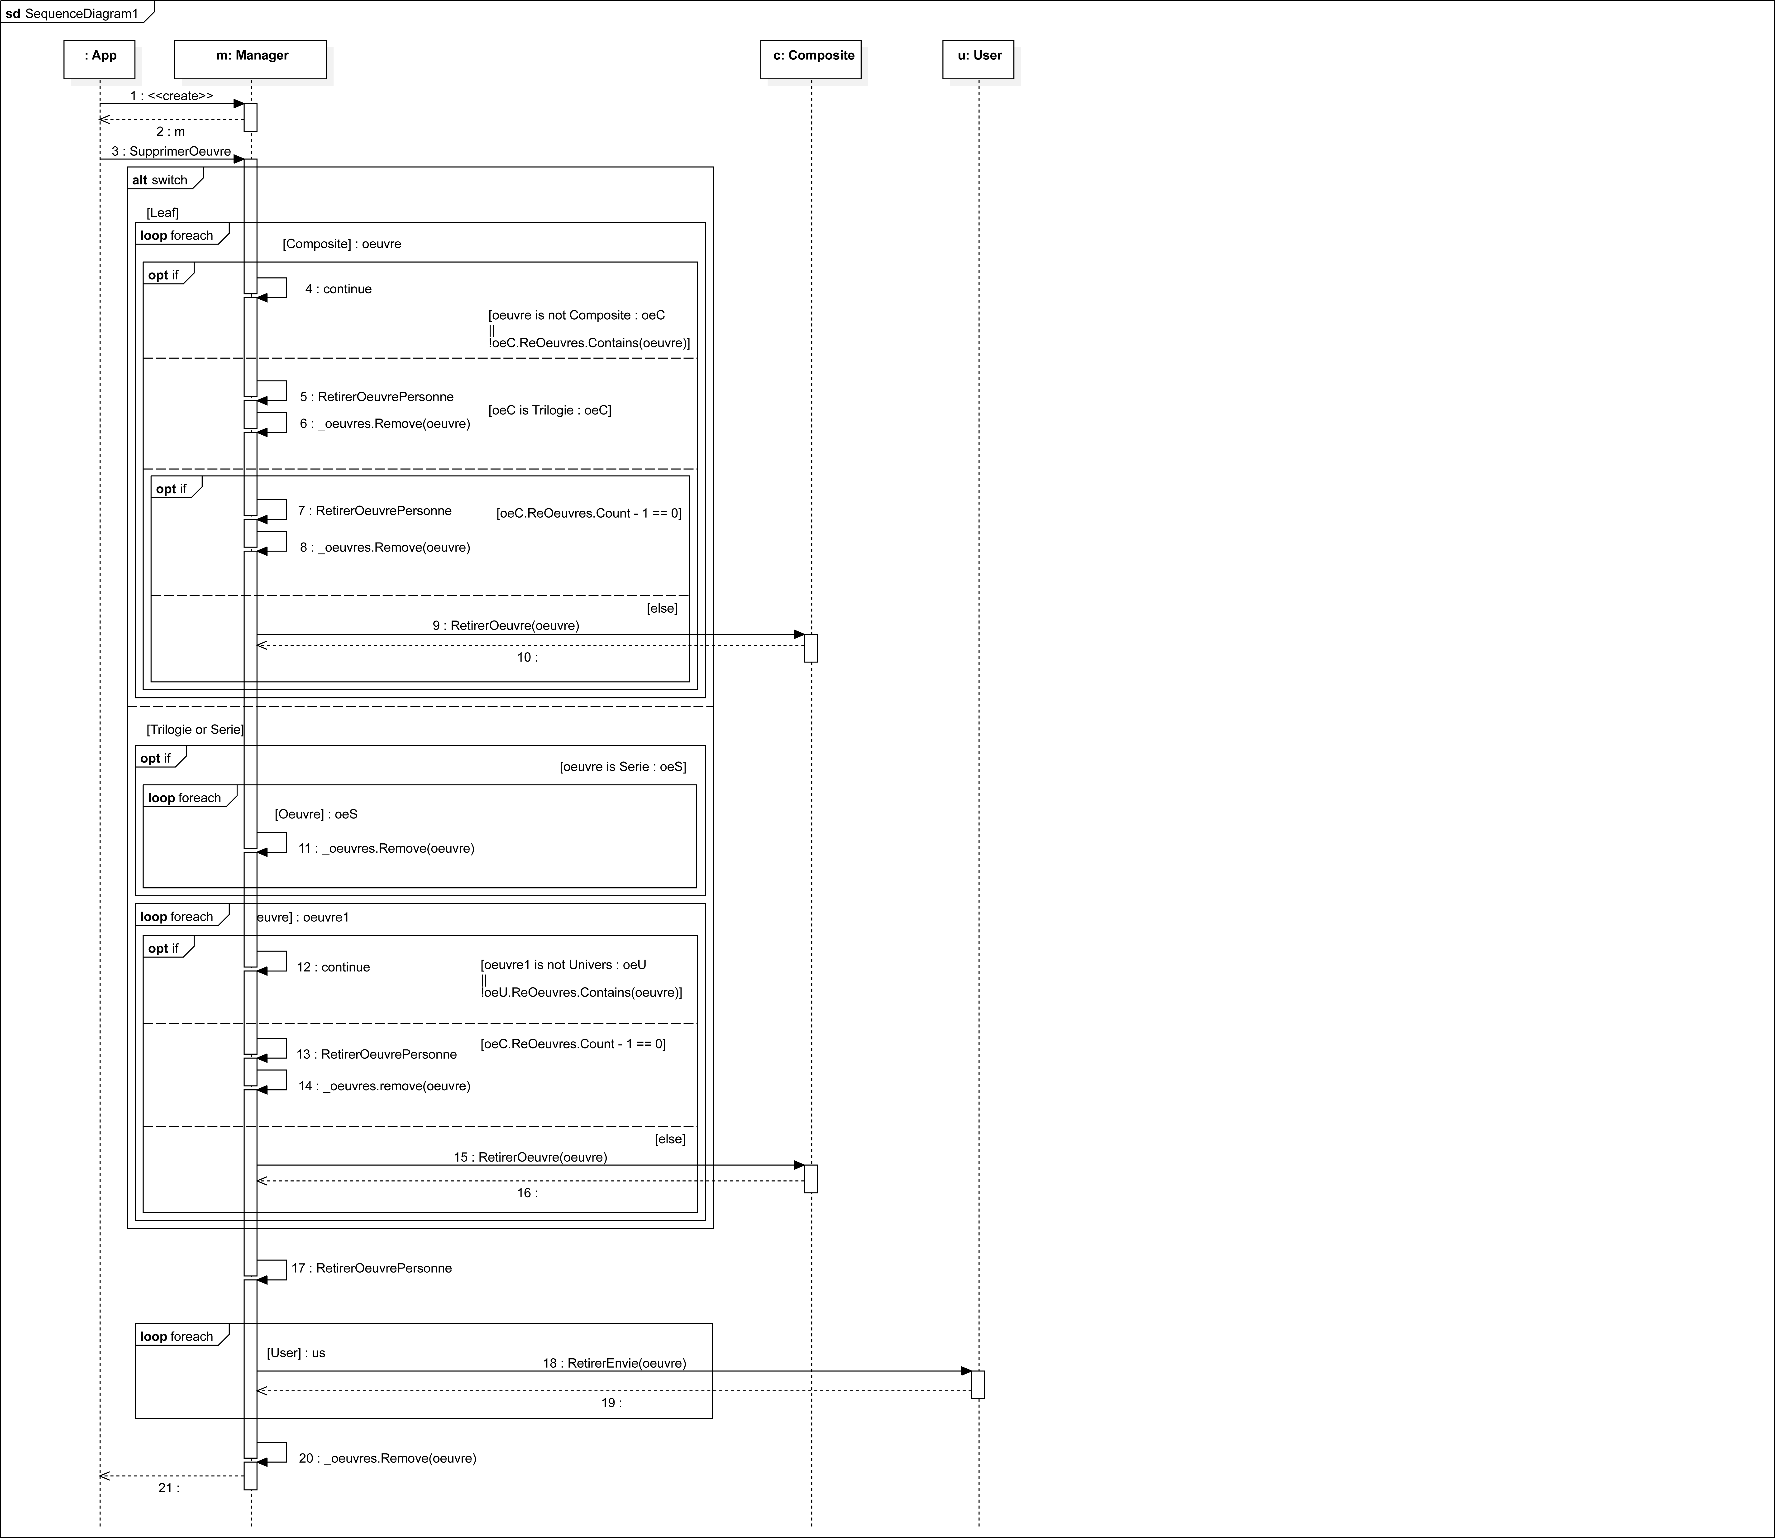 sd SequenceDiagram1
: App
m: Manager
c: Composite
u: User
1 : <<create>>
2 : m
3 : SupprimerOeuvre
alt switch
[Leaf]
loop foreach
[Composite] : oeuvre
opt if
4 : continue
[oeuvre is not Composite : oeC
||
!oeC.ReOeuvres.Contains(oeuvre)]
5 : RetirerOeuvrePersonne
[oeC is Trilogie : oeC]
6 : _oeuvres.Remove(oeuvre)
opt if
7 : RetirerOeuvrePersonne
[oeC.ReOeuvres.Count - 1 == 0]
8 : _oeuvres.Remove(oeuvre)
[else]
9 : RetirerOeuvre(oeuvre)
10 :
[Trilogie or Serie]
opt if
[oeuvre is Serie : oeS]
loop foreach
[Oeuvre] : oeS
11 : _oeuvres.Remove(oeuvre)
loop foreach
euvre] : oeuvre1
opt if
12 : continue
[oeuvre1 is not Univers : oeU
||
!oeU.ReOeuvres.Contains(oeuvre)]
13 : RetirerOeuvrePersonne
[oeC.ReOeuvres.Count - 1 == 0]
14 : _oeuvres.remove(oeuvre)
[else]
15 : RetirerOeuvre(oeuvre)
16 :
17 : RetirerOeuvrePersonne
loop foreach
[User] : us
18 : RetirerEnvie(oeuvre)
19 :
20 : _oeuvres.Remove(oeuvre)
21 :